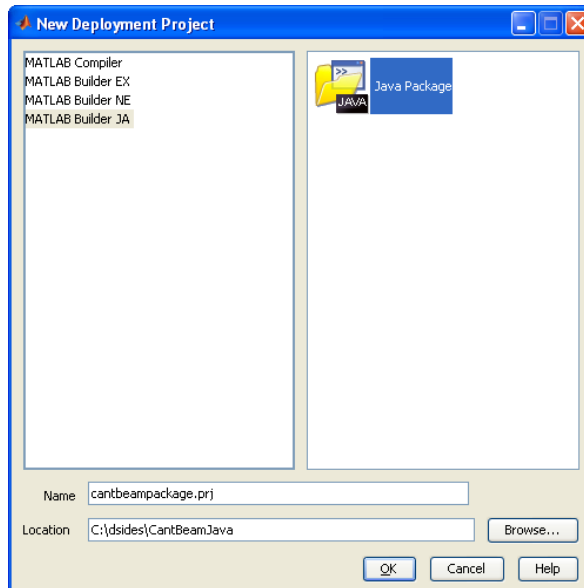 New Deployment Project
MATLAB Compiler
MATLAB Builder EX
MATLAB Builder NE
MATLAB Builder JA
>>
JAVA
Java Package
Name cantbeampackage.prj
Location C:\dsides\CantBeamJava Browse...
OK Cancel Help